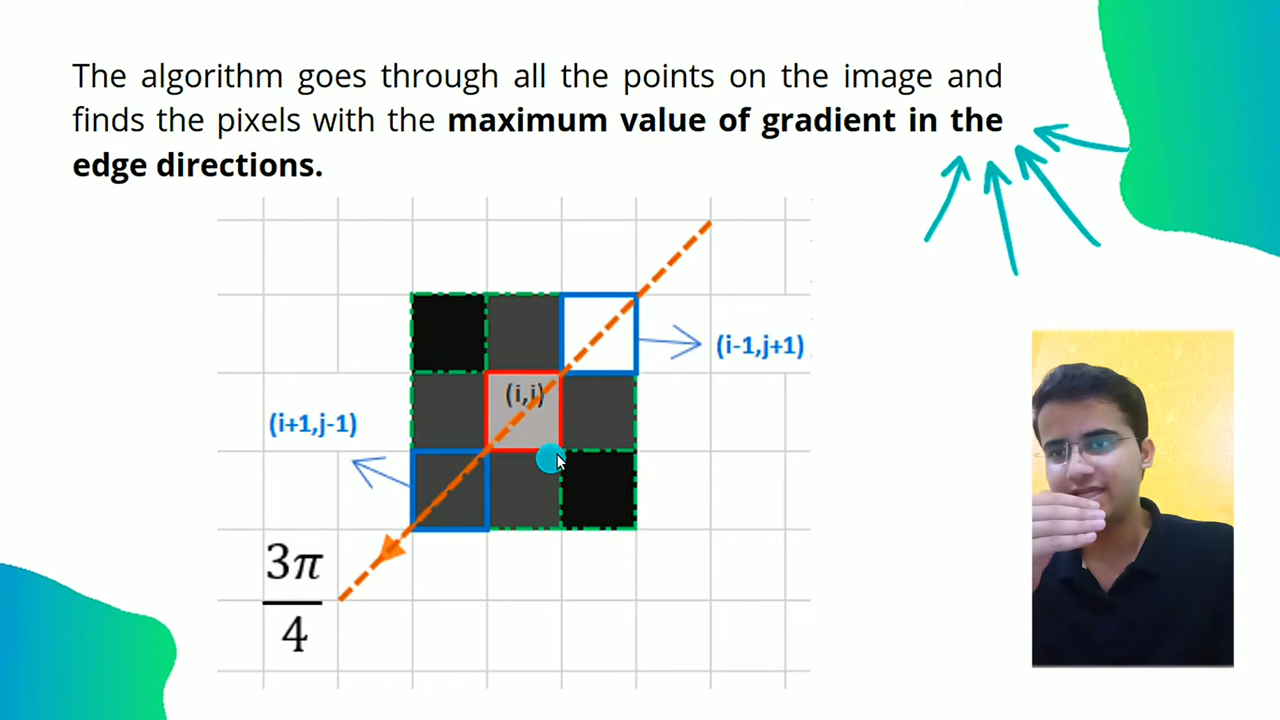 The algorithm goes through all the points on the image and
finds the pixels with the maximum value of gradient in the
edge directions.
(i-1,j+1)
(i,j)
(i+1,j-1)
3π
4